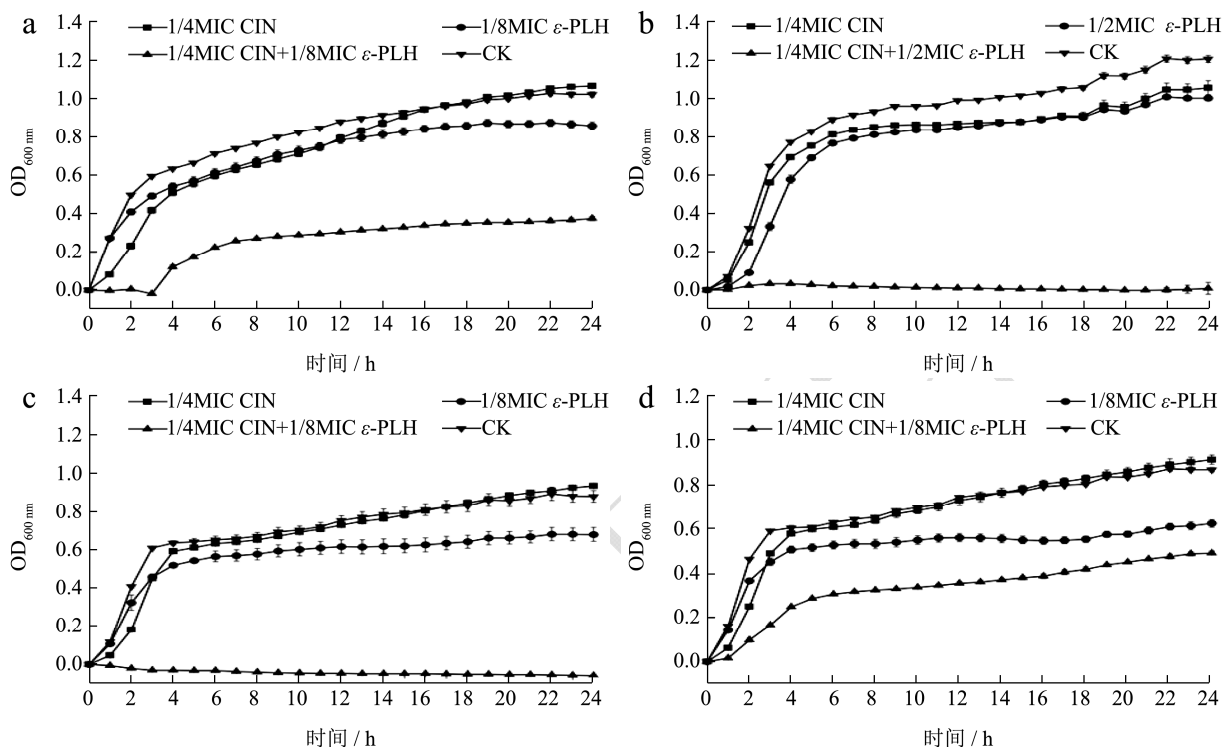 a
1/4MIC CIN
1/8MIC ε-PLH
1/4MIC CIN+1/8MIC ε-PLH
CK
OD600 nm
1.4
1.2
1.0
0.8
0.6
0.4
0.2
0.0
0 2 4 6 8 10 12 14 16 18 20 22 24
时间 / h
b
1/4MIC CIN
1/2MIC ε-PLH
1/4MIC CIN+1/2MIC ε-PLH
CK
OD600 nm
1.4
1.2
1.0
0.8
0.6
0.4
0.2
0.0
0 2 4 6 8 10 12 14 16 18 20 22 24
时间 / h
c
1/4MIC CIN
1/8MIC ε-PLH
1/4MIC CIN+1/8MIC ε-PLH
CK
OD600 nm
1.4
1.2
1.0
0.8
0.6
0.4
0.2
0.0
0 2 4 6 8 10 12 14 16 18 20 22 24
时间 / h
d
1/4MIC CIN
1/8MIC ε-PLH
1/4MIC CIN+1/8MIC ε-PLH
CK
OD600 nm
1.2
1.0
0.8
0.6
0.4
0.2
0.0
0 2 4 6 8 10 12 14 16 18 20 22 24
时间 / h